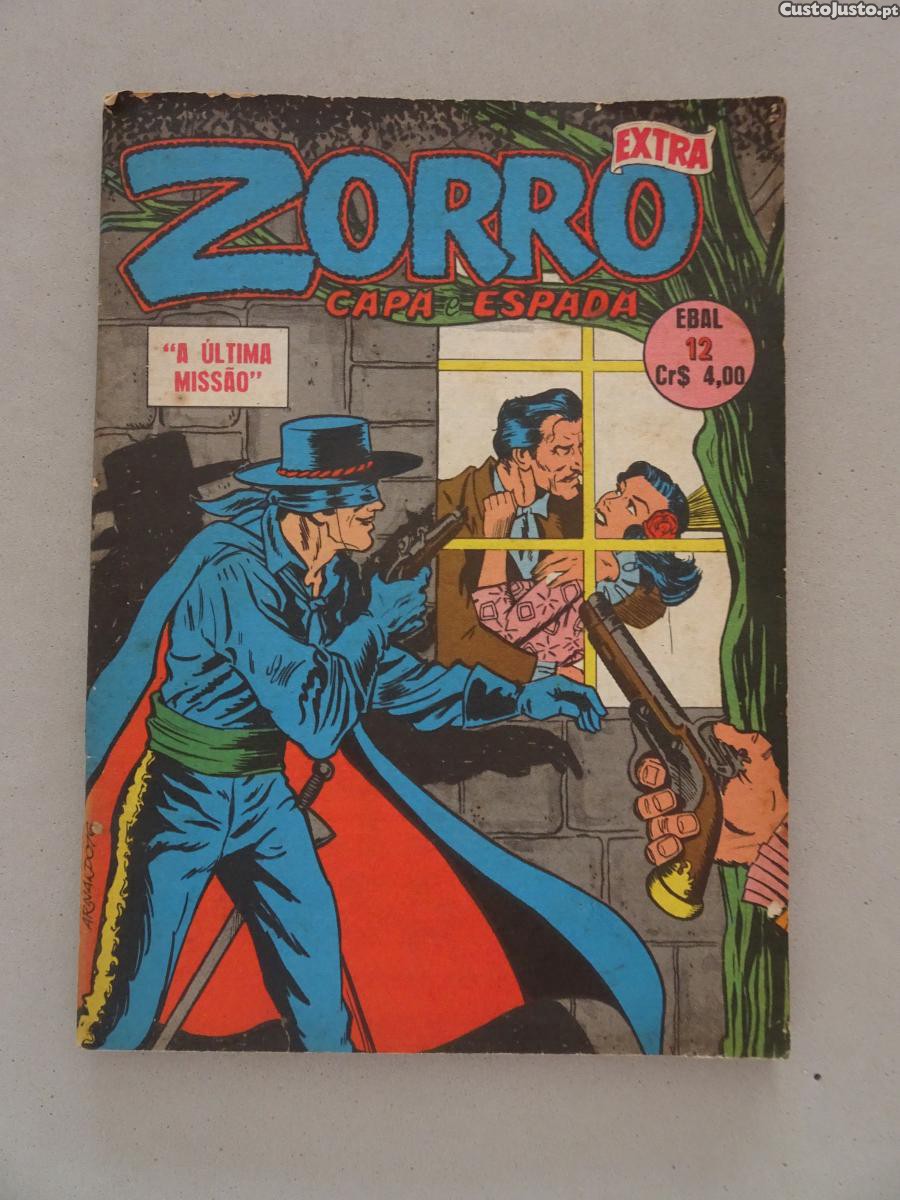 CustoJusto.pt
EXTRA
ZORRO
CAPA e ESPADA
EBAL
12
Cr$ 4,00
"A ÚLTIMA
MISSÃO"